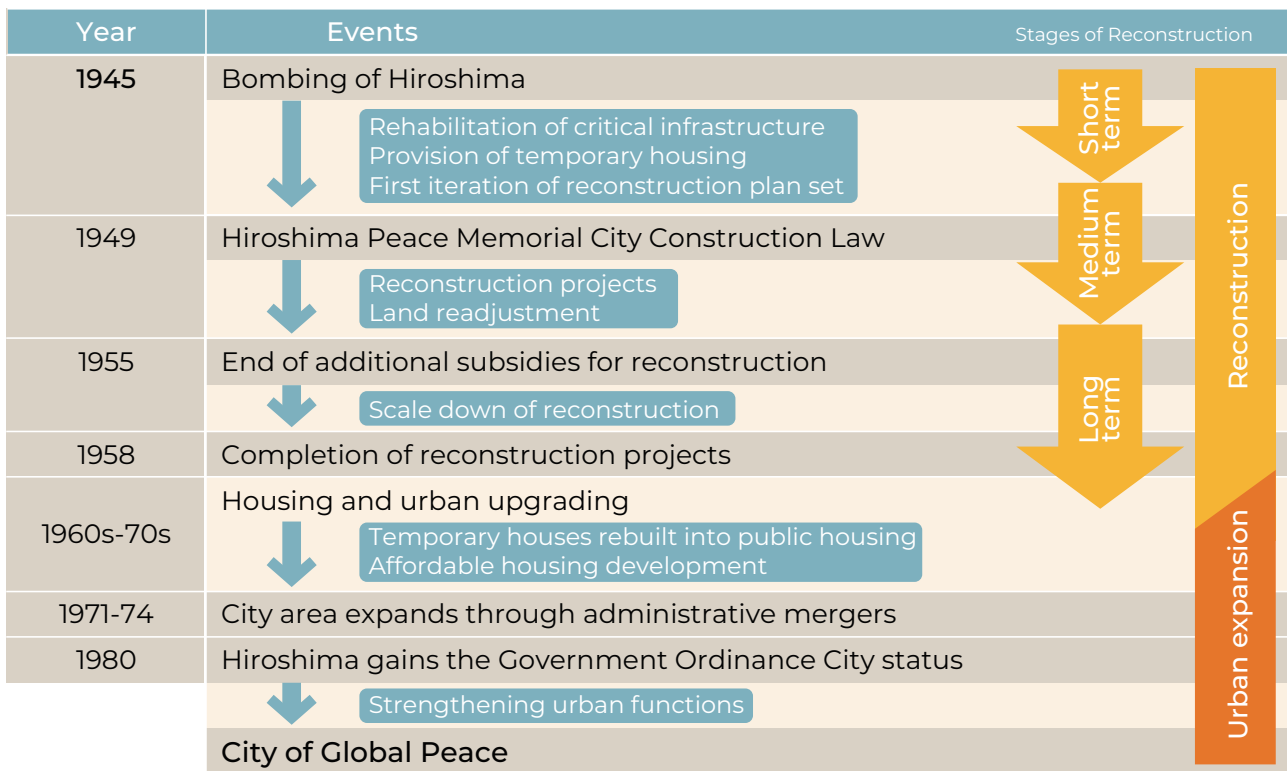 Year Events Stages of Reconstruction
1945 Bombing of Hiroshima
Rehabilitation of critical infrastructure
Provision of temporary housing
First iteration of reconstruction plan set
1949 Hiroshima Peace Memorial City Construction Law
Reconstruction projects
Land readjustment
1955 End of additional subsidies for reconstruction
Scale down of reconstruction
1958 Completion of reconstruction projects
1960s-70s Housing and urban upgrading
Temporary houses rebuilt into public housing
Affordable housing development
1971-74 City area expands through administrative mergers
1980 Hiroshima gains the Government Ordinance City status
Strengthening urban functions
City of Global Peace
Short
term
Medium
term
Long
term
Reconstruction
Urban expansion